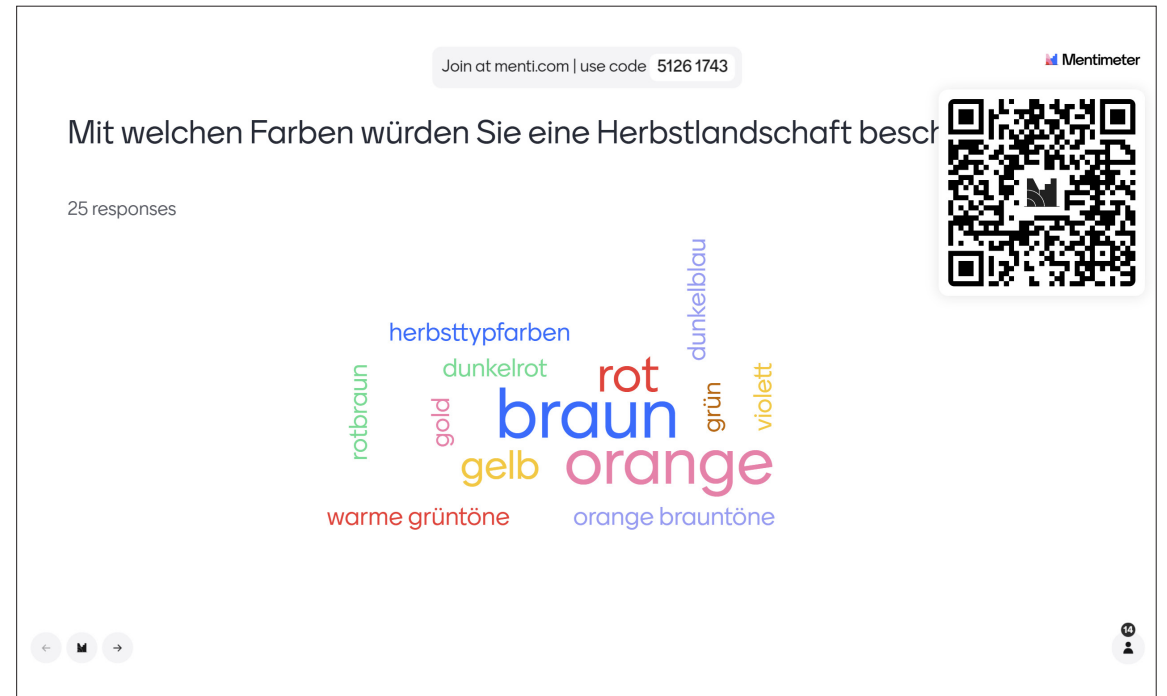 Join at menti.com | use code 5126 1743
Mentimeter
Mit welchen Farben würden Sie eine Herbstlandschaft besch
25 responses
dunkelblau
herbsttypfarben
dunkelrot
rot
rotbraun
gold
braun
grün
violett
gelb
orange
warme grüntöne
orange brauntöne
14